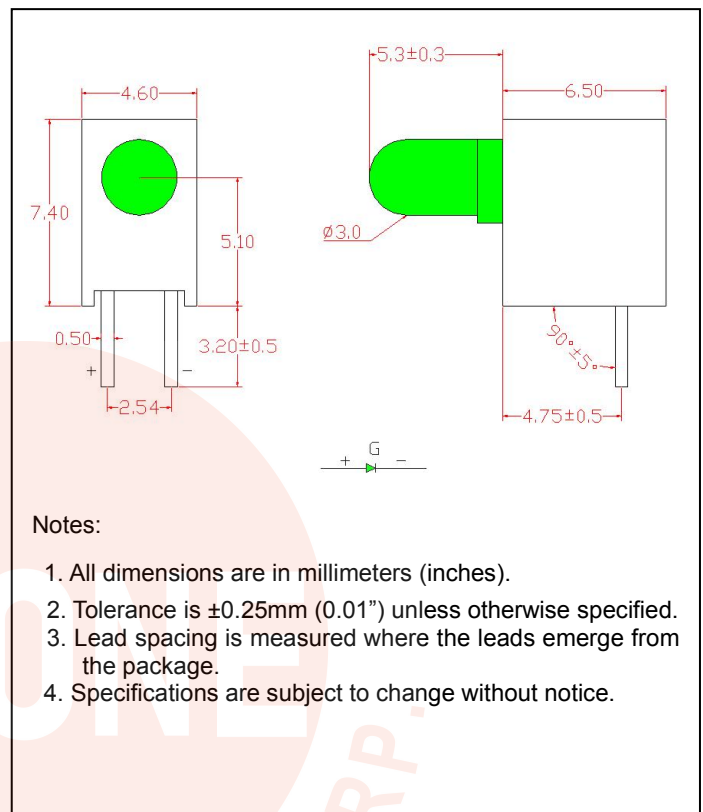 5.3±0.3
4.60
6.50
7.40
5.10
Ø3.0
0.50
3.20±0.5
90°±5°
+ -
2.54
4.75±0.5
G
+ -
Notes:
1. All dimensions are in millimeters (inches).
2. Tolerance is ±0.25mm (0.01”) unless otherwise specified.
3. Lead spacing is measured where the leads emerge from
the package.
4. Specifications are subject to change without notice.
ONE
RP.